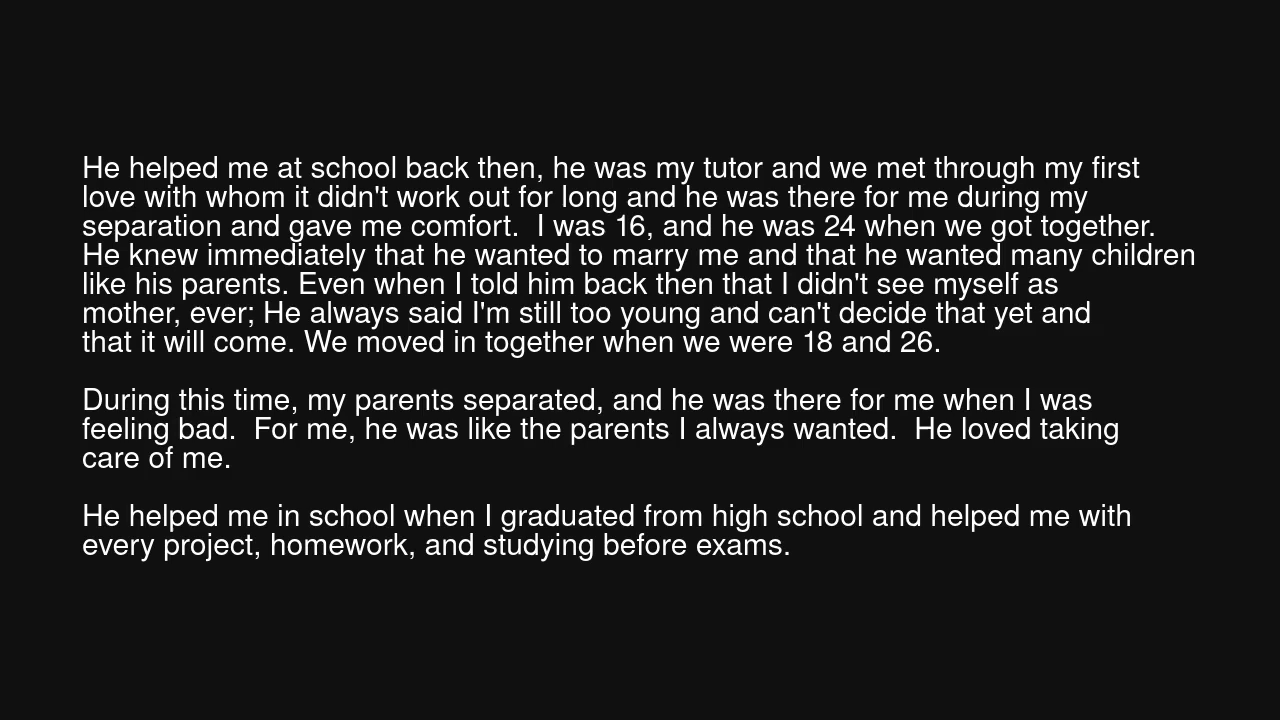 He helped me at school back then, he was my tutor and we met through my first
love with whom it didn't work out for long and he was there for me during my
separation and gave me comfort.  I was 16, and he was 24 when we got together.
He knew immediately that he wanted to marry me and that he wanted many children
like his parents. Even when I told him back then that I didn't see myself as
mother, ever; He always said I'm still too young and can't decide that yet and
that it will come. We moved in together when we were 18 and 26.

During this time, my parents separated, and he was there for me when I was
feeling bad.  For me, he was like the parents I always wanted.  He loved taking
care of me.

He helped me in school when I graduated from high school and helped me with
every project, homework, and studying before exams.